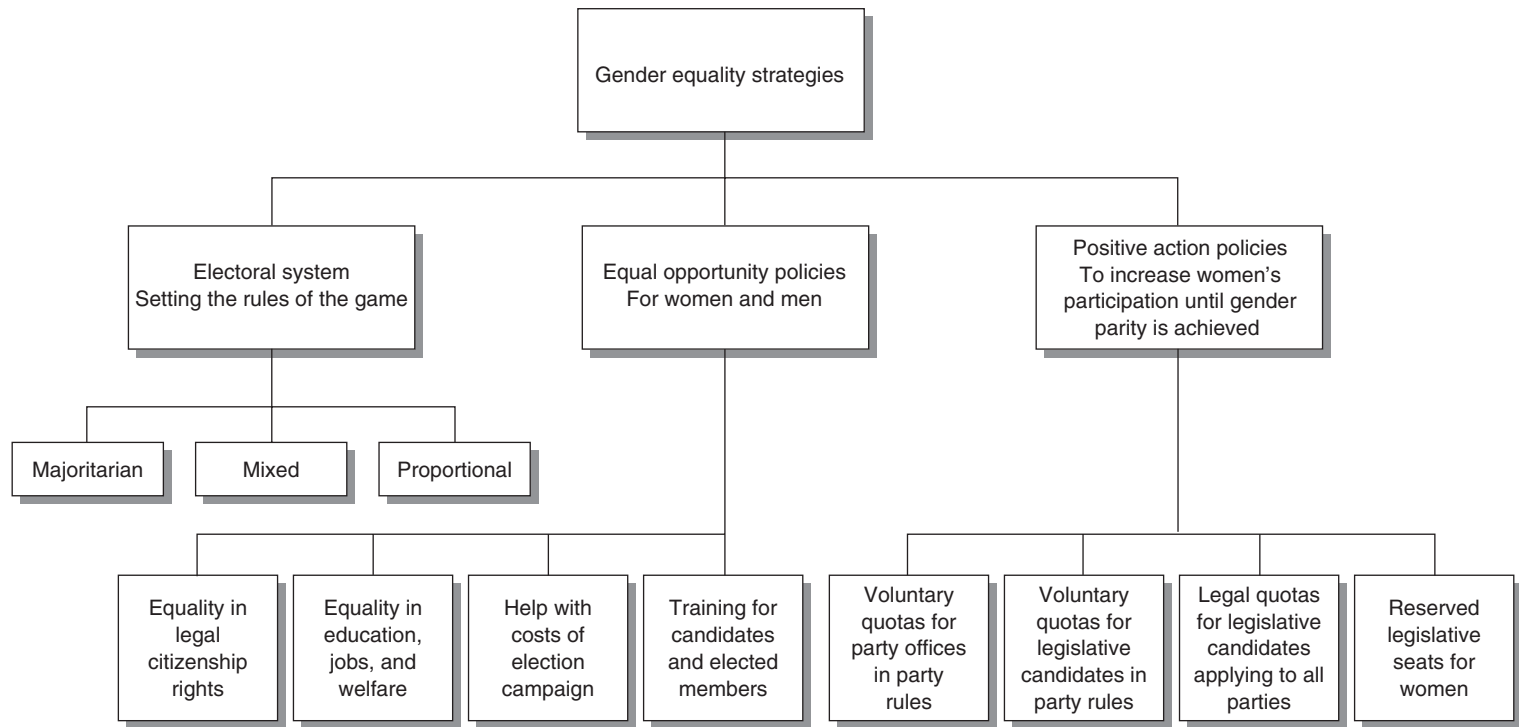 Gender equality strategies
Electoral system
Setting the rules of the game
Equal opportunity policies
For women and men
Positive action policies
To increase women's
participation until gender
parity is achieved
Majoritarian
Mixed
Proportional
Equality in
legal
citizenship
rights
Equality in
education,
jobs, and
welfare
Help with
costs of
election
campaign
Training for
candidates
and elected
members
Voluntary
quotas for
party offices
in party
rules
Voluntary
quotas for
legislative
candidates in
party rules
Legal quotas
for legislative
candidates
applying to all
parties
Reserved
legislative
seats for
women